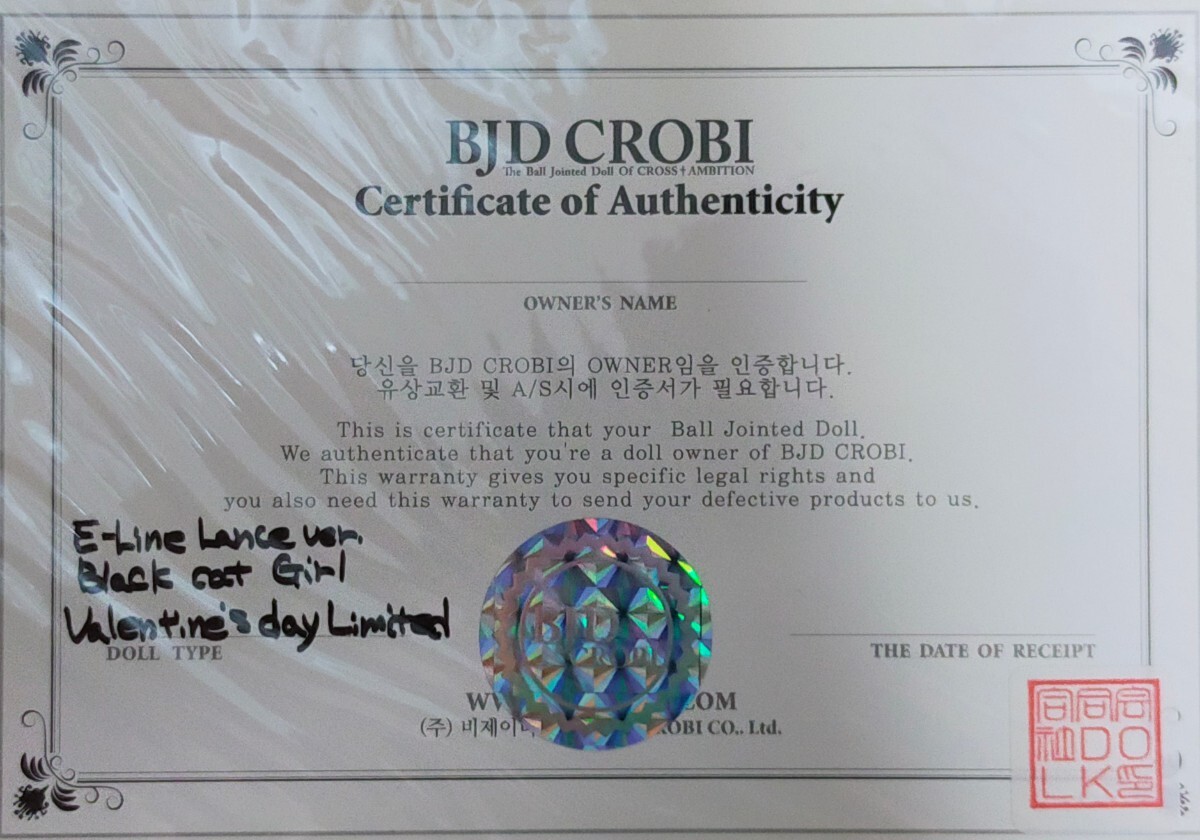 BJD CROBI
The Ball Jointed Doll Of CROSS†AMBITION
Certificate of Authenticity
OWNER'S NAME
당신을 BJD CROBI의 OWNER임을 인증합니다.
유상교환 및 A/S시에 인증서가 필요합니다.
This is certificate that your Ball Jointed Doll.
We authenticate that you're a doll owner of BJD CROBI.
This warranty gives you specific legal rights and
you also need this warranty to send your defective products to us.
E-Line Lance ver.
Black cat Girl
Valentine's day Limited
DOLL TYPE
THE DATE OF RECEIPT
BJD
CROBI
.COM
(주) 비제이 CO., Ltd.
DO
LK